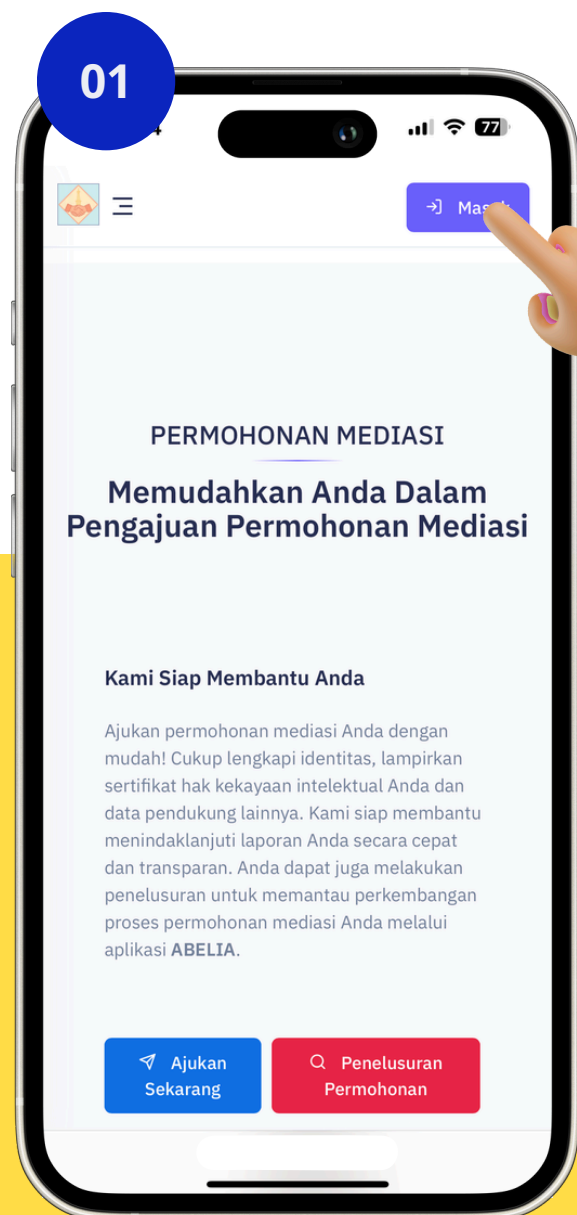 01
77
Masuk
PERMOHONAN MEDIASI
Memudahkan Anda Dalam
Pengajuan Permohonan Mediasi
Kami Siap Membantu Anda
Ajukan permohonan mediasi Anda dengan
mudah! Cukup lengkapi identitas, lampirkan
sertifikat hak kekayaan intelektual Anda dan
data pendukung lainnya. Kami siap membantu
menindaklanjuti laporan Anda secara cepat
dan transparan. Anda dapat juga melakukan
penelusuran untuk memantau perkembangan
proses permohonan mediasi Anda melalui
aplikasi ABELIA.
Ajukan
Sekarang
Penelusuran
Permohonan